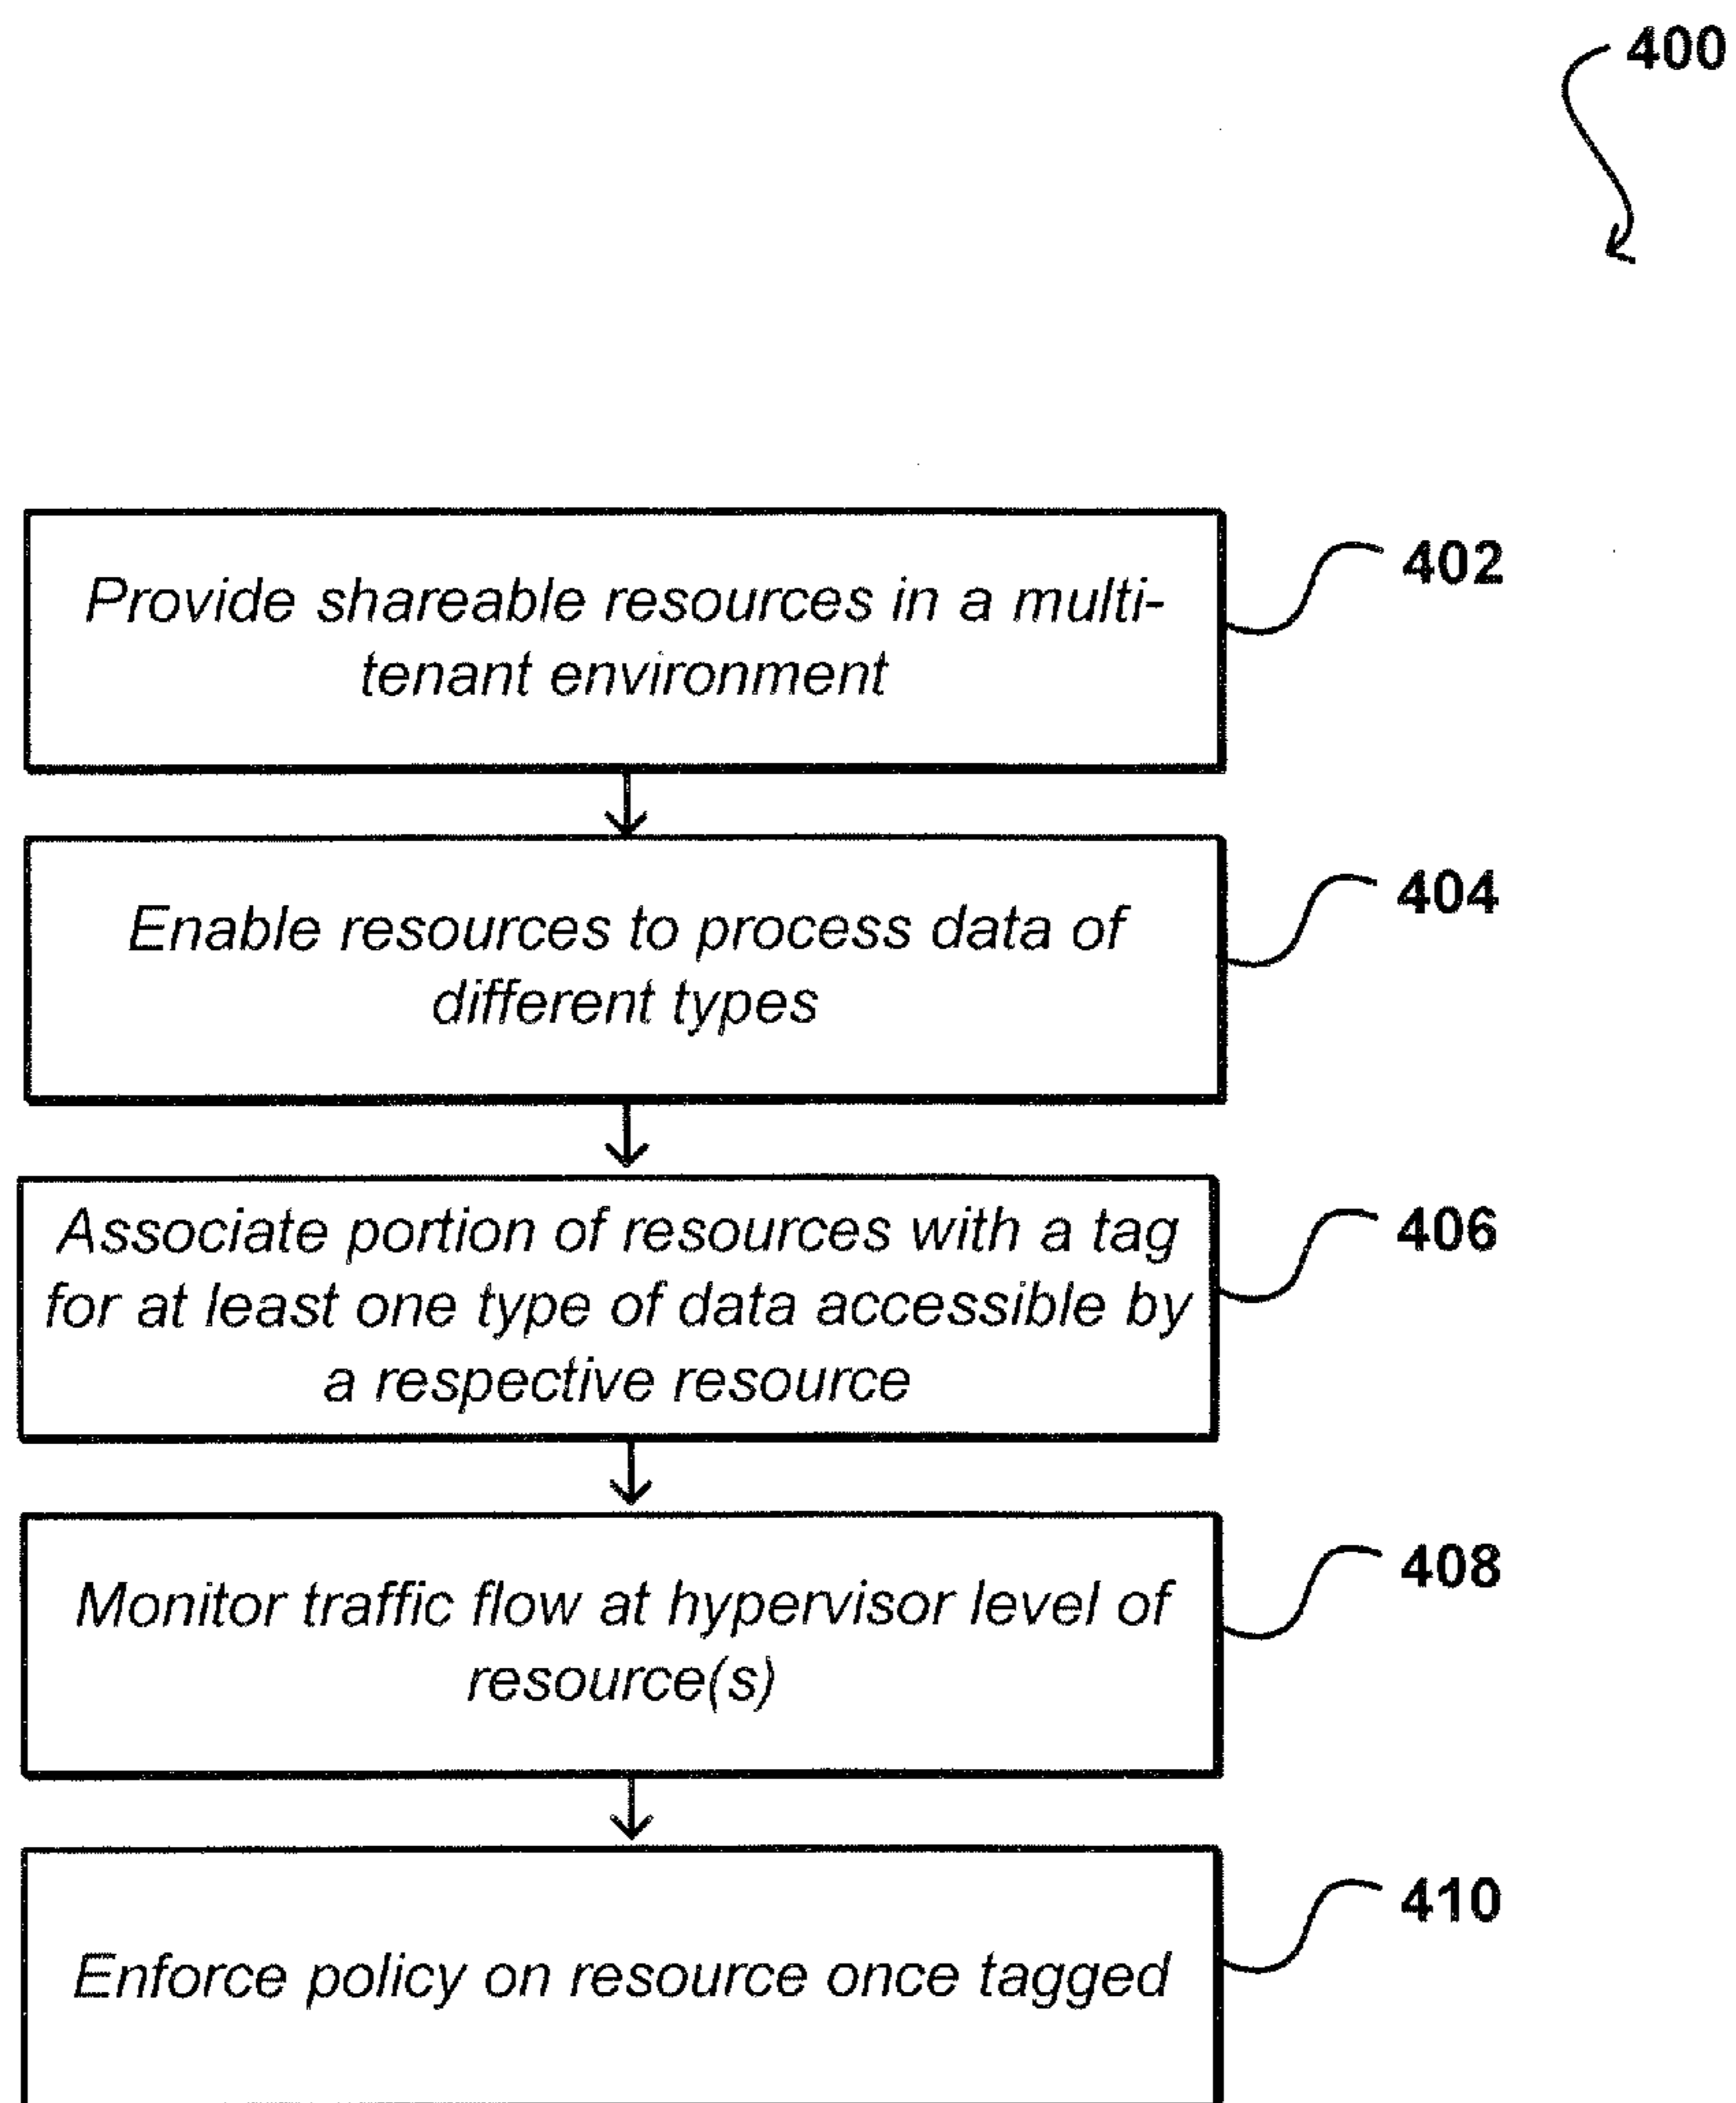 400
Provide shareable resources in a multi-
tenant environment
402
Enable resources to process data of
different types
404
Associate portion of resources with a tag
for at least one type of data accessible by
a respective resource
406
Monitor traffic flow at hypervisor level of
resource(s)
408
Enforce policy on resource once tagged
410